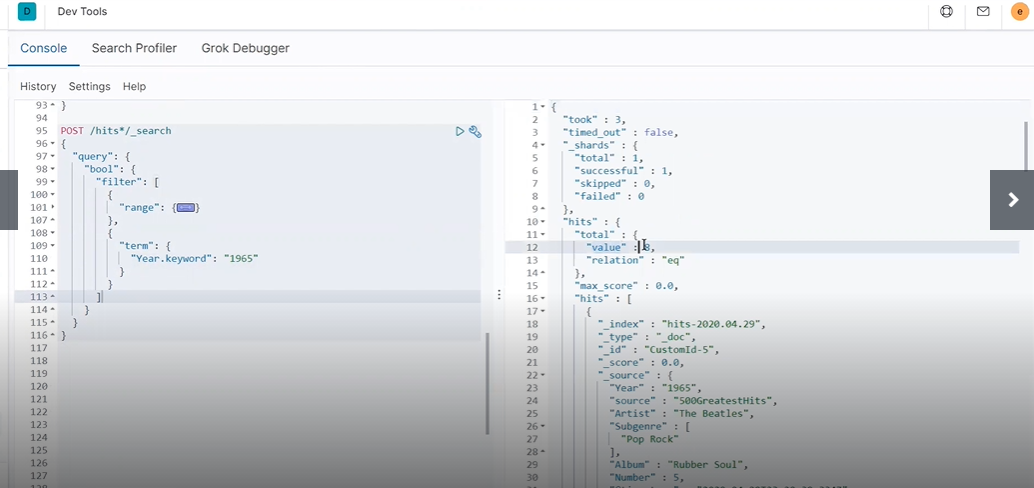 D Dev Tools e
Console Search Profiler Grok Debugger
History Settings Help
93 }
94
95 POST /hits*/_search
96 {
97 "query": {
98 "bool": {
99 "filter": [
100 {
101 "range": {
}
107 },
108 {
109 "term": {
110 "Year.keyword": "1965"
111 }
112 }
113 ]
114 }
115 }
116 }
117
118
119
120
121
122
123
124
125
126
127
1 {
2 "took" : 3,
3 "timed_out" : false,
4 "_shards" : {
5 "total" : 1,
6 "successful" : 1,
7 "skipped" : 0,
8 "failed" : 0
9 },
10 "hits" : {
11 "total" : {
12 "value" : 8,
13 "relation" : "eq"
14 },
15 "max_score" : 0.0,
16 "hits" : [
17 {
18 "_index" : "hits-2020.04.29",
19 "_type" : "_doc",
20 "_id" : "CustomId-5",
21 "_score" : 0.0,
22 "_source" : {
23 "Year" : "1965",
24 "source" : "500GreatestHits",
25 "Artist" : "The Beatles",
26 "Subgenre" : [
27 "Pop Rock"
28 ],
29 "Album" : "Rubber Soul",
30 "Number" : 5,